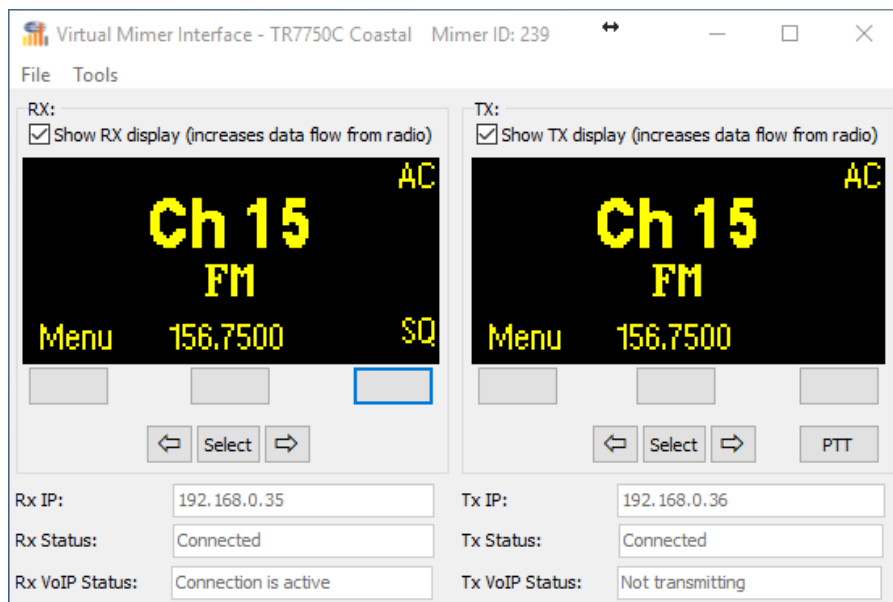 Virtual Mimer Interface - TR7750C Coastal Mimer ID: 239
File Tools
RX:
Show RX display (increases data flow from radio)
AC
Ch 15
FM
Menu 156.7500 SQ
Select
Rx IP: 192.168.0.35
Rx Status: Connected
Rx VoIP Status: Connection is active
TX:
Show TX display (increases data flow from radio)
AC
Ch 15
FM
Menu 156.7500
Select PTT
Tx IP: 192.168.0.36
Tx Status: Connected
Tx VoIP Status: Not transmitting